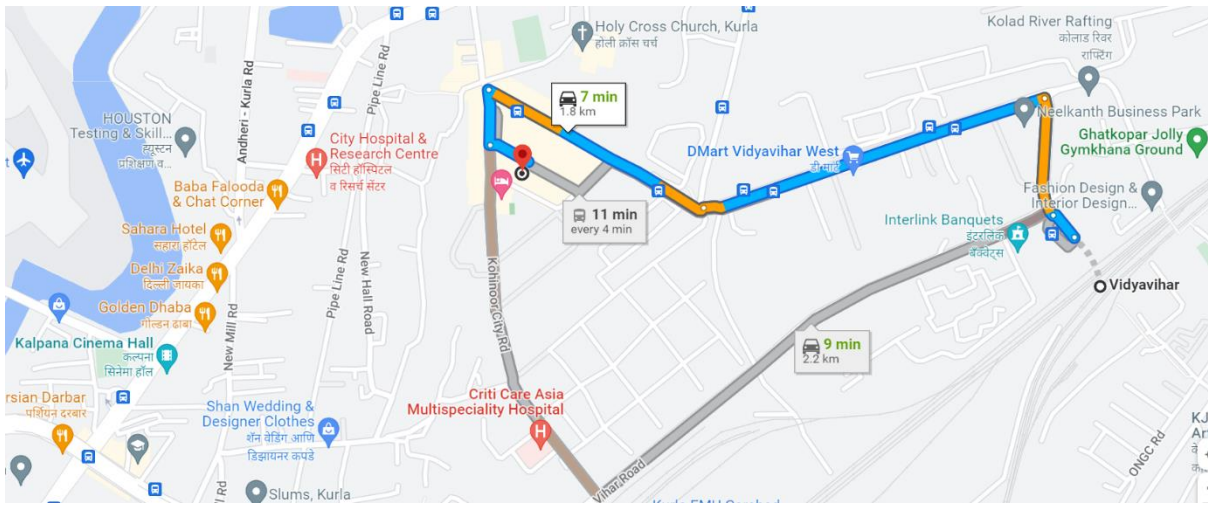 Holy Cross Church, Kurla
होली क्रॉस चर्च
Kolad River Rafting
कोलाड रिवर
राफ्टिंग
Pipe Line Rd
Andheri - Kurla Rd
7 min
1.8 km
HOUSTON
Testing & Skill...
ह्युस्टन
प्रशिक्षण व...
Neelkanth Business Park
City Hospital &
Research Centre
सिटी हॉस्पिटल
व रिसर्च सेंटर
Ghatkopar Jolly
Gymkhana Ground
DMart Vidyavihar West
डी मार्ट
Baba Falooda
& Chat Corner
Fashion Design &
Interior Design...
11 min
every 4 min
Interlink Banquets
इंटरलिंक
बँक्वेट्स
Sahara Hotel
सहारा हॉटेल
Delhi Zaika
दिल्ली जायका
Pipe Line Rd
New Hall Road
Kohinoor City Rd
Vidyavihar
Golden Dhaba
गोल्डन ढाबा
New Mill Rd
Kalpana Cinema Hall
कल्पना
सिनेमा हॉल
9 min
2.2 km
rsian Darbar
पर्शियन दरबार
Criti Care Asia
Multispeciality Hospital
Shan Wedding &
Designer Clothes
शॅन वेडिंग आणि
डिझायनर कपडे
KJ
ONGC Rd
Vihar Road
Slums, Kurla